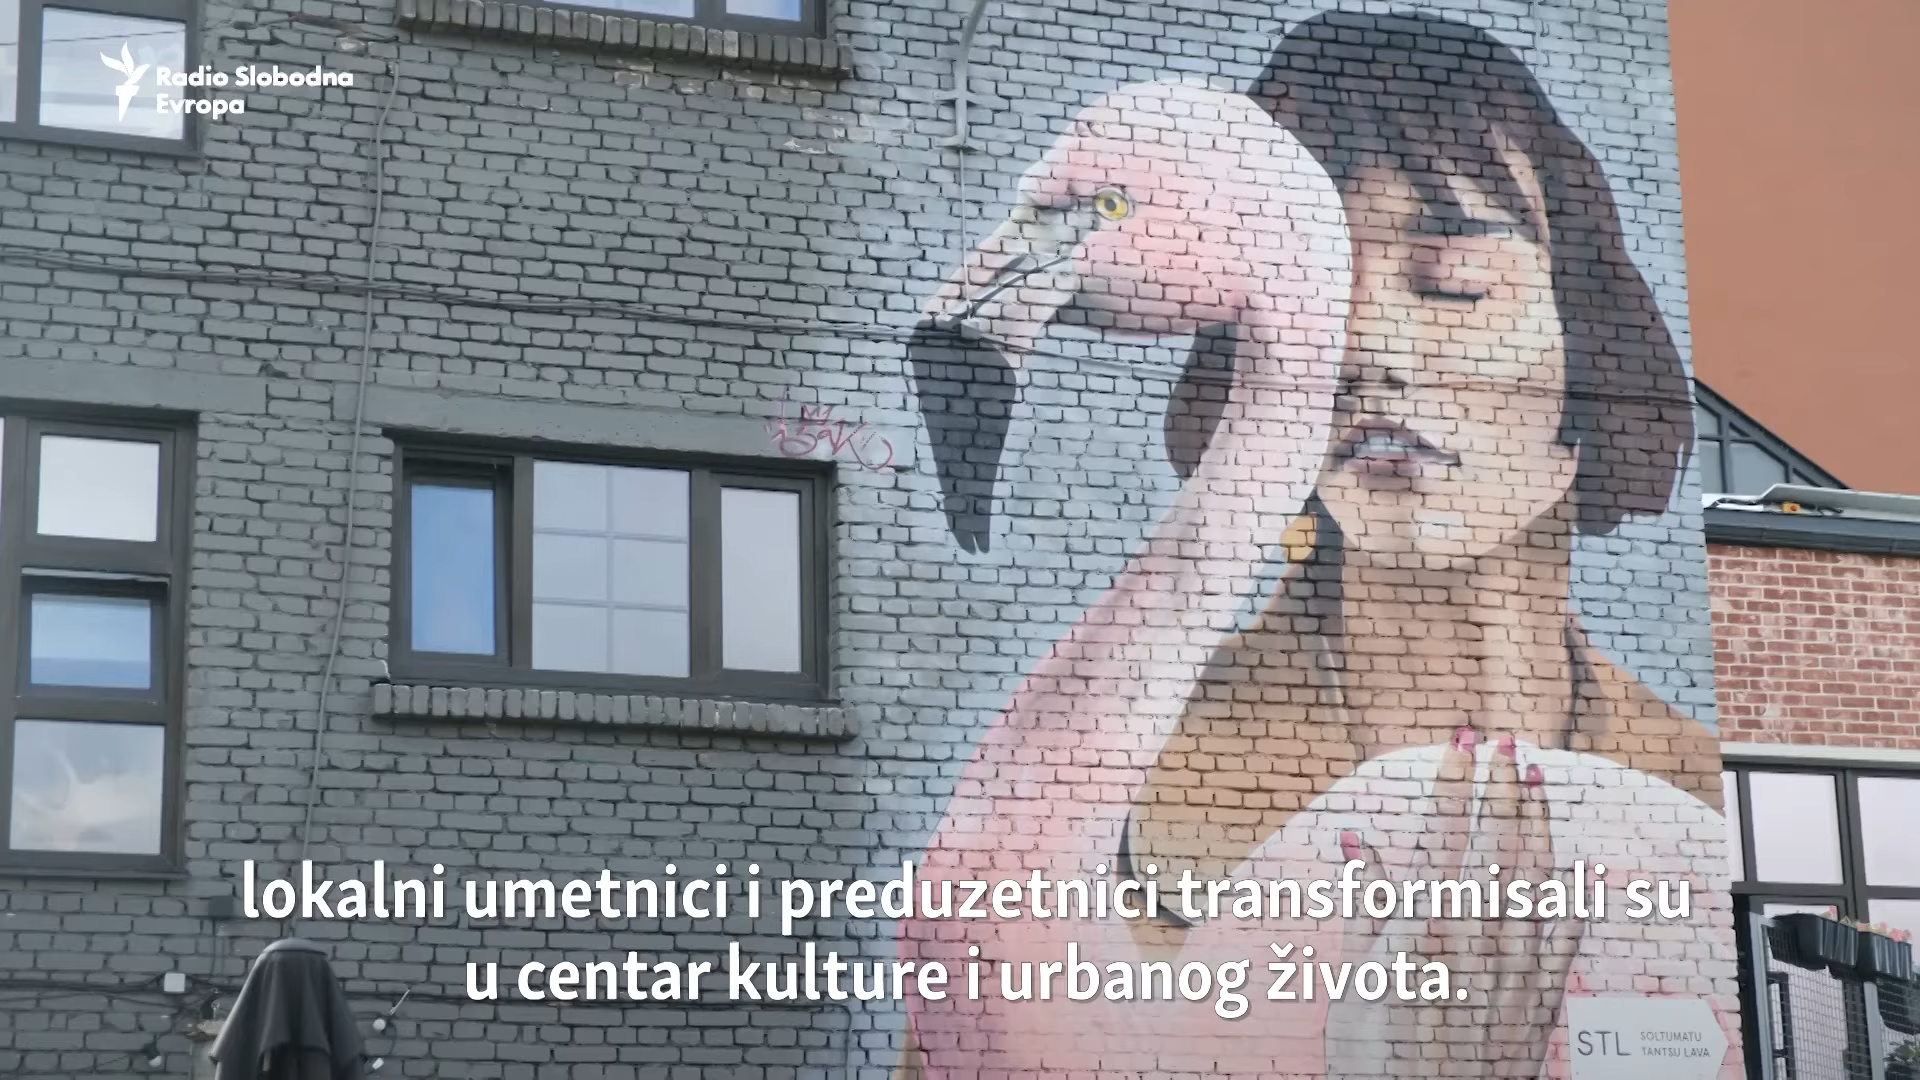 Radio Slobodna
Evropa
lokalni umetnici i preduzetnici transformisali su
u centar kulture i urbanog života.
STL
SÕLTUMATU
TANTSU LAVA